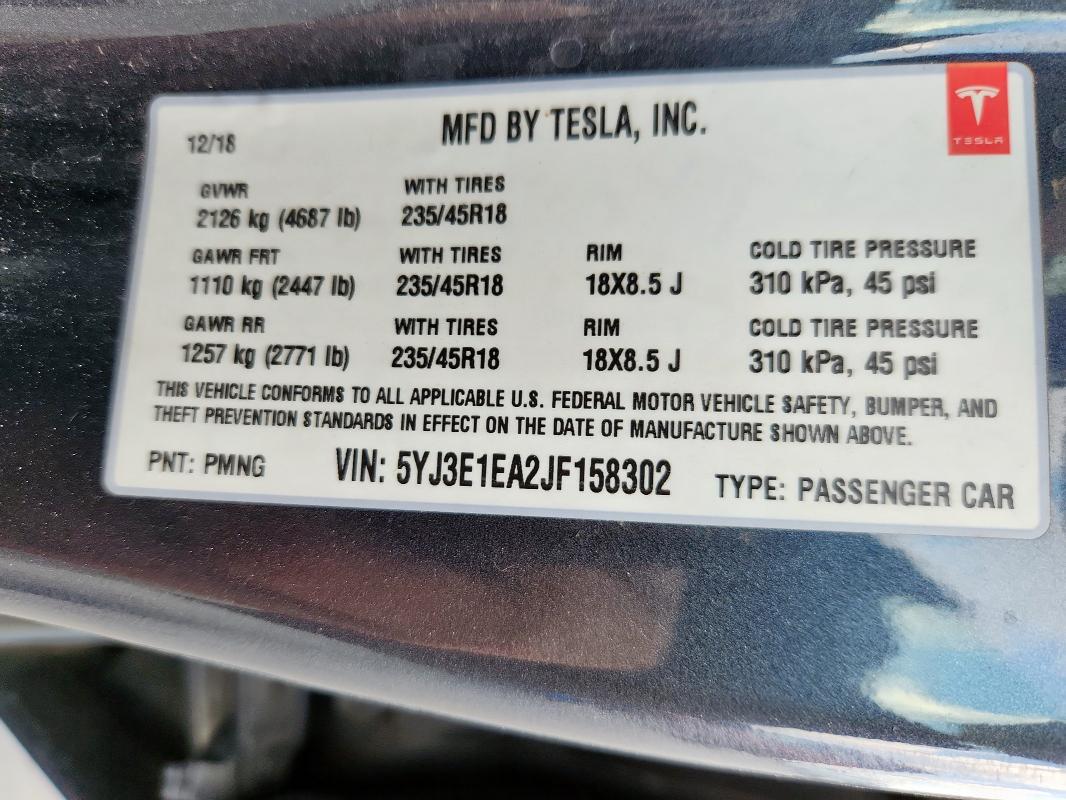 12/18 MFD BY TESLA, INC. TESLA
GVWR WITH TIRES
2126 kg (4687 lb) 235/45R18
GAWR FRT WITH TIRES RIM COLD TIRE PRESSURE
1110 kg (2447 lb) 235/45R18 18X8.5 J 310 kPa, 45 psi
GAWR RR WITH TIRES RIM COLD TIRE PRESSURE
1257 kg (2771 lb) 235/45R18 18X8.5 J 310 kPa, 45 psi
THIS VEHICLE CONFORMS TO ALL APPLICABLE U.S. FEDERAL MOTOR VEHICLE SAFETY, BUMPER, AND
THEFT PREVENTION STANDARDS IN EFFECT ON THE DATE OF MANUFACTURE SHOWN ABOVE.
PNT: PMNG VIN: 5YJ3E1EA2JF158302 TYPE: PASSENGER CAR